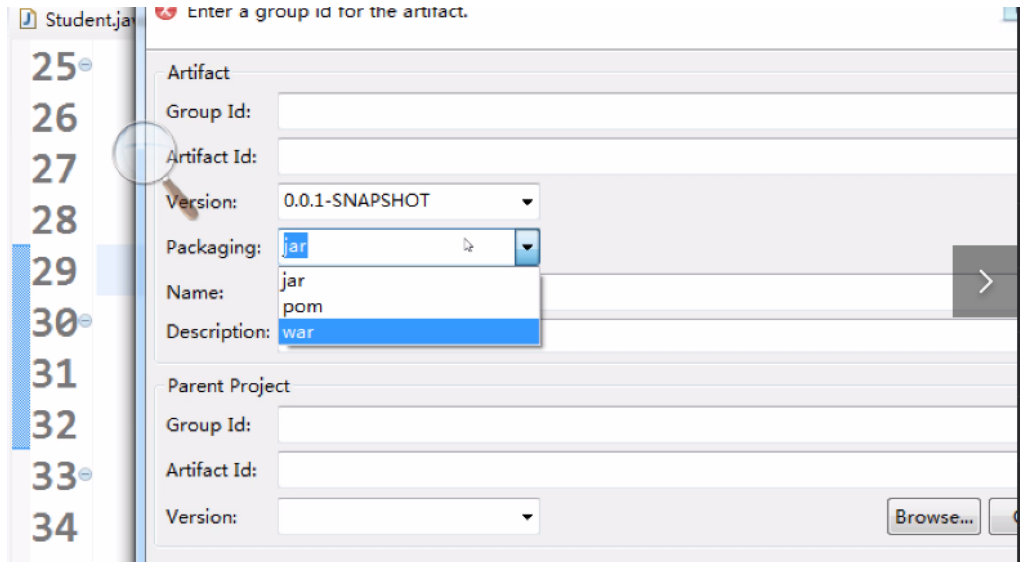 Student.jav
Enter a group id for the artifact.
25
26
27
28
29
30
31
32
33
34
Artifact
Group Id:
Artifact Id:
Version: 0.0.1-SNAPSHOT
Packaging: jar
jar
pom
war
Name:
Description:
Parent Project
Group Id:
Artifact Id:
Version:
Browse...